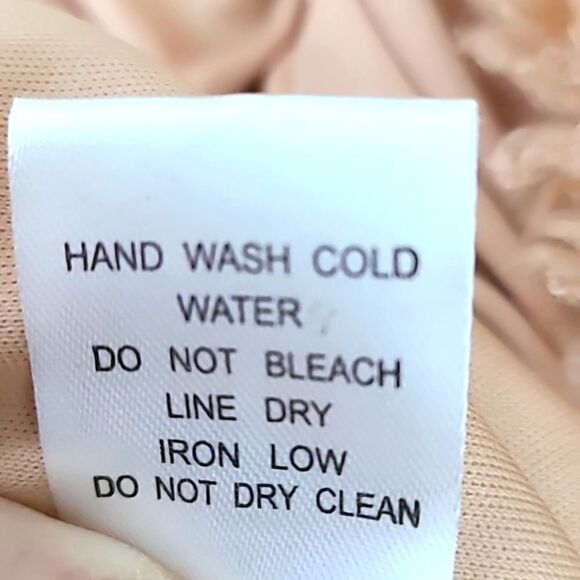 HAND WASH COLD
WATER
DO NOT BLEACH
LINE DRY
IRON LOW
DO NOT DRY CLEAN